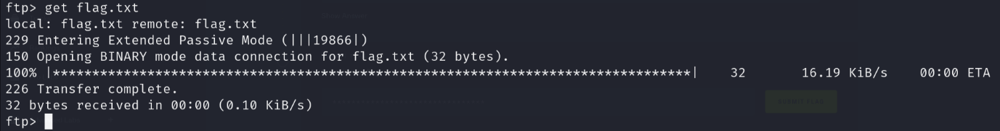 ftp> get flag.txt
local: flag.txt remote: flag.txt
229 Entering Extended Passive Mode (|||19866|)
150 Opening BINARY mode data connection for flag.txt (32 bytes).
100% |*********************************************************************************| 32 16.19 KiB/s 00:00 ETA
226 Transfer complete.
32 bytes received in 00:00 (0.10 KiB/s)
ftp>